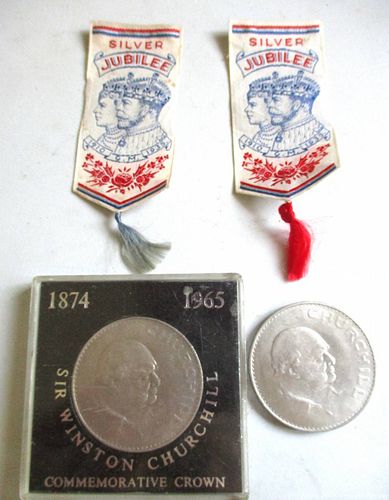 SILVER
JUBILEE
SILVER
JUBILEE
1874 1965
SIR WINSTON CHURCHILL
COMMEMORATIVE CROWN
CHURCHILL
CHURCHILL